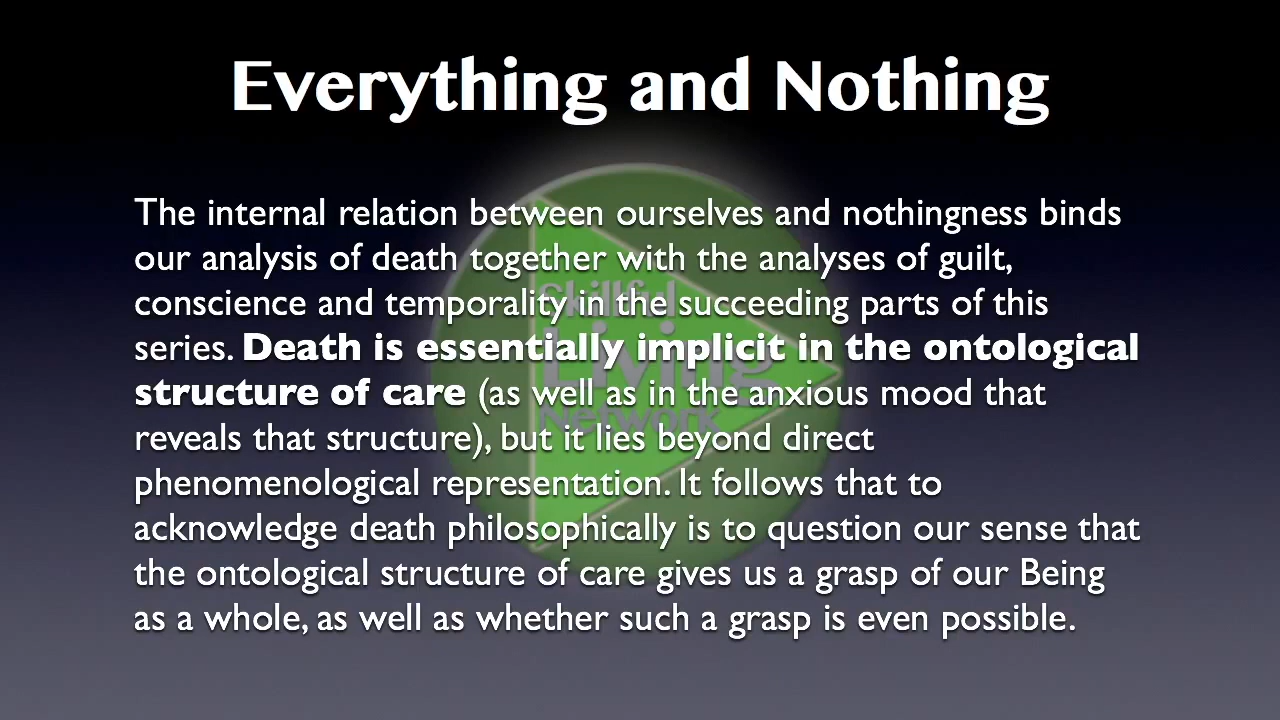 Everything and Nothing
The internal relation between ourselves and nothingness binds
our analysis of death together with the analyses of guilt,
conscience and temporality in the succeeding parts of this
series. Death is essentially implicit in the ontological
structure of care (as well as in the anxious mood that
reveals that structure), but it lies beyond direct
phenomenological representation. It follows that to
acknowledge death philosophically is to question our sense that
the ontological structure of care gives us a grasp of our Being
as a whole, as well as whether such a grasp is even possible.
Skillful
Living
Network